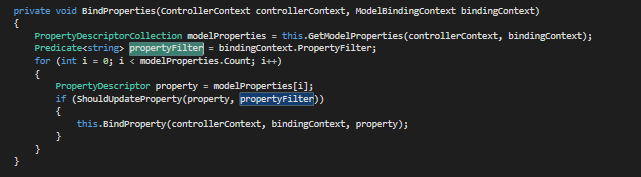 private void BindProperties(ControllerContext controllerContext, ModelBindingContext bindingContext)
{
    PropertyDescriptorCollection modelProperties = this.GetModelProperties(controllerContext, bindingContext);
    Predicate<string> propertyFilter = bindingContext.PropertyFilter;
    for (int i = 0; i < modelProperties.Count; i++)
    {
        PropertyDescriptor property = modelProperties[i];
        if (ShouldUpdateProperty(property, propertyFilter))
        {
            this.BindProperty(controllerContext, bindingContext, property);
        }
    }
}